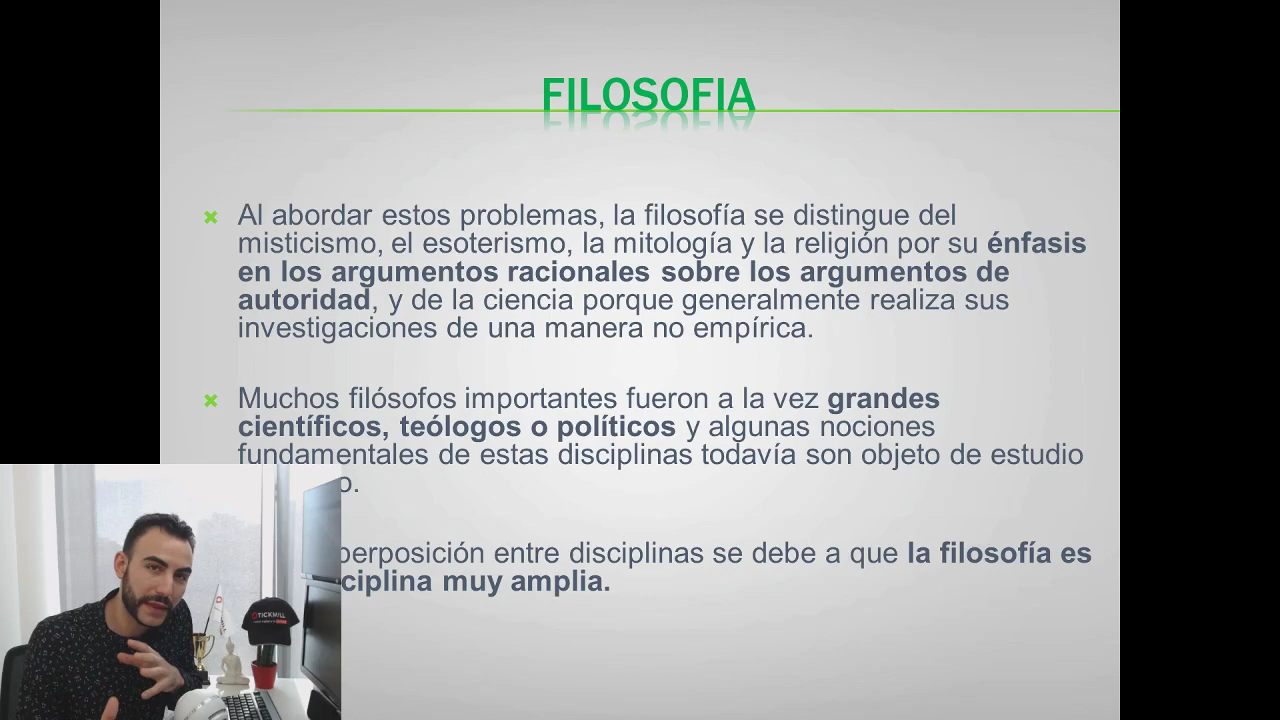 FILOSOFIA
Al abordar estos problemas, la filosofía se distingue del
misticismo, el esoterismo, la mitología y la religión por su énfasis
en los argumentos racionales sobre los argumentos de
autoridad, y de la ciencia porque generalmente realiza sus
investigaciones de una manera no empírica.
Muchos filósofos importantes fueron a la vez grandes
científicos, teólogos o políticos y algunas nociones
fundamentales de estas disciplinas todavía son objeto de estudio
o.
perposición entre disciplinas se debe a que la filosofía es
ciplina muy amplia.
TICKMILL